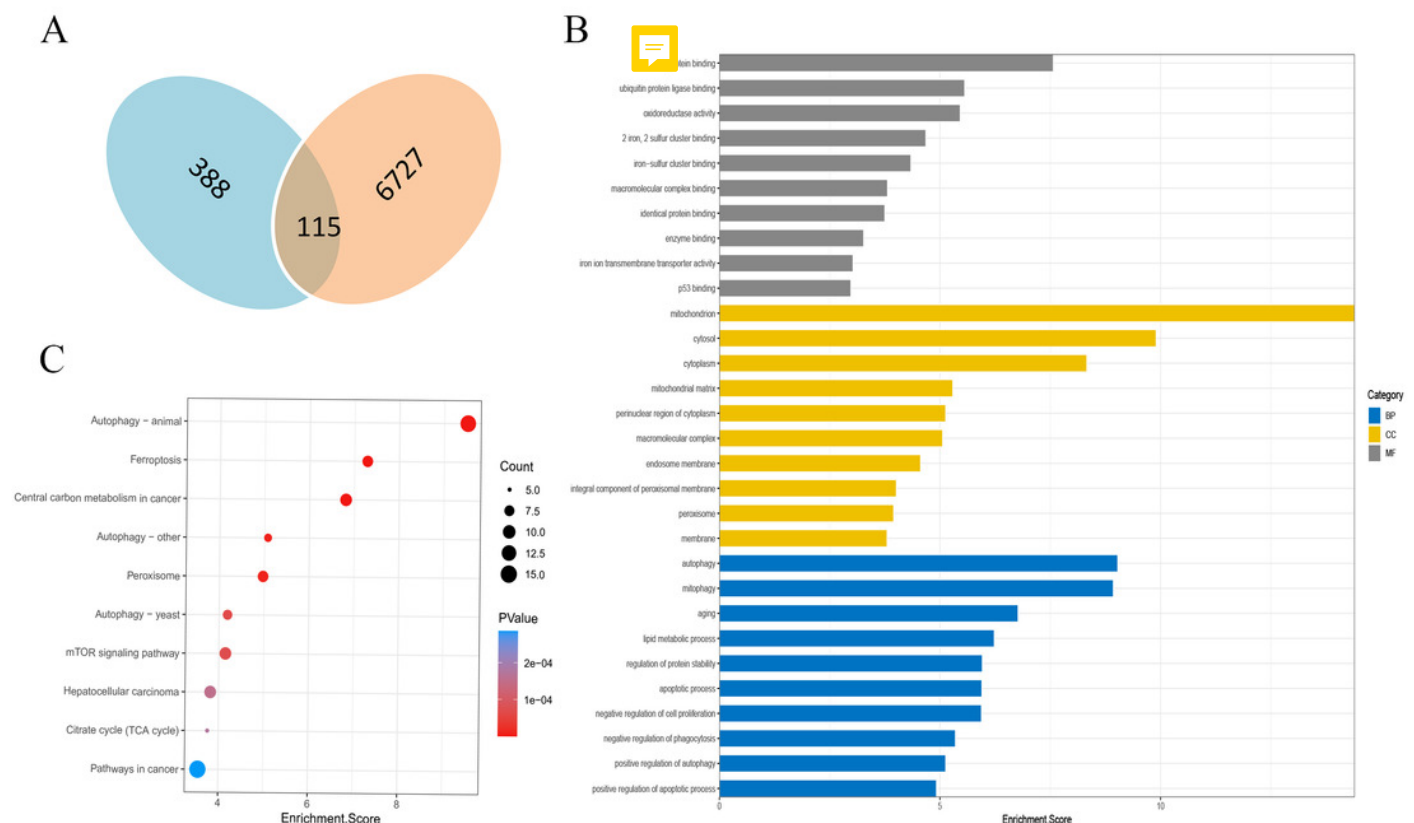 A
388
115
6727
B
binding
ubiquitin protein ligase binding
oxidoreductase activity
2 iron, 2 sulfur cluster binding
iron-sulfur cluster binding
macromolecular complex binding
identical protein binding
enzyme binding
iron ion transmembrane transporter activity
p53 binding
mitochondrion
cytosol
cytoplasm
mitochondrial matrix
perinuclear region of cytoplasm
macromolecular complex
endosome membrane
integral component of peroxisomal membrane
peroxisome
membrane
autophagy
mitophagy
aging
lipid metabolic process
regulation of protein stability
apoptotic process
negative regulation of cell proliferation
negative regulation of phagocytosis
positive regulation of autophagy
positive regulation of apoptotic process
0
5
10
Enrichment.Score
Category
BP
CC
MF
C
Autophagy - animal
Ferroptosis
Central carbon metabolism in cancer
Autophagy - other
Peroxisome
Autophagy - yeast
mTOR signaling pathway
Hepatocellular carcinoma
Citrate cycle (TCA cycle)
Pathways in cancer
4
6
8
Enrichment.Score
Count
5.0
7.5
10.0
12.5
15.0
PValue
2e-04
1e-04